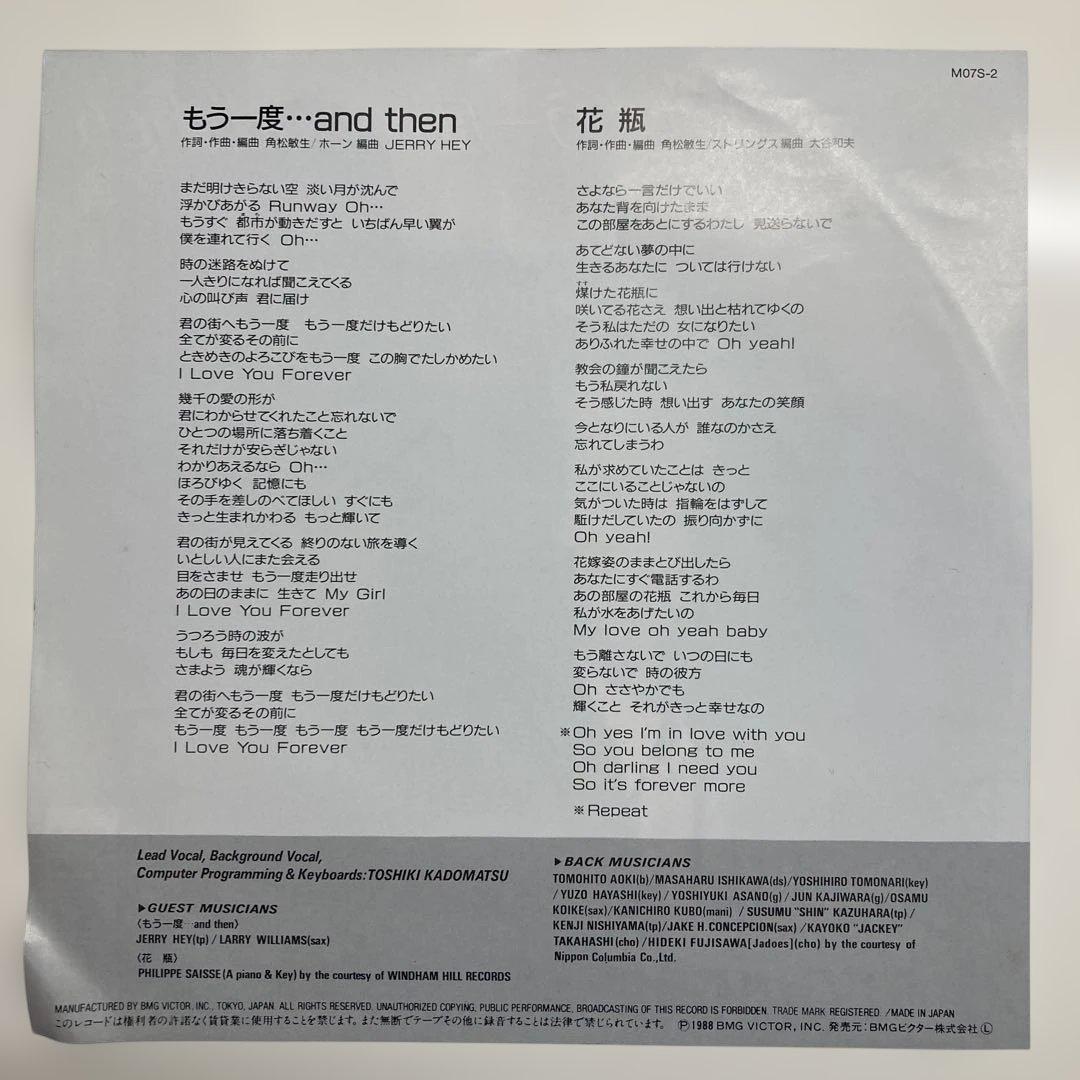 M07S-2
もう一度…and then
作詞・作曲・編曲 角松敏生/ホーン 編曲 JERRY HEY
まだ明けきらない空 淡い月が沈んで
浮かびあがる Runway Oh…
もうすぐ 都市が動きだすと いちばん早い翼が
僕を連れて行く Oh…
時の迷路をぬけて
一人きりになれば聞こえてくる
心の叫び声 君に届け
君の街へもう一度 もう一度だけもどりたい
全てが変るその前に
ときめきのよろこびをもう一度 この胸でたしかめたい
I Love You Forever
幾千の愛の形が
君にわからせてくれたこと忘れないで
ひとつの場所に落ち着くこと
それだけが安らぎじゃない
わかりあえるなら Oh…
ほろびゆく 記憶にも
その手を差しのべてほしい すぐにも
きっと生まれかわる もっと輝いて
君の街が見えてくる 終りのない旅を導く
いとしい人にまた会える
目をさませ もう一度走り出せ
あの日のままに 生きて My Girl
I Love You Forever
うつろう時の波が
もしも 毎日を変えたとしても
さまよう 魂が輝くなら
君の街へもう一度 もう一度だけもどりたい
全てが変るその前に
もう一度 もう一度 もう一度 もう一度だけもどりたい
I Love You Forever
花瓶
作詞・作曲・編曲 角松敏生/ストリングス 編曲 大谷和夫
さよなら一言だけでいい
あなた背を向けたまま
この部屋をあとにするわたし 見送らないで
あてどない夢の中に
生きるあなたに ついては行けない
すす
煤けた花瓶に
咲いてる花さえ 想い出と枯れてゆくの
そう私はただの 女になりたい
ありふれた幸せの中で Oh yeah!
教会の鐘が聞こえたら
もう私戻れない
そう感じた時 想い出す あなたの笑顔
今となりにいる人が 誰なのかさえ
忘れてしまうわ
私が求めていたことは きっと
ここにいることじゃないの
気がついた時は 指輪をはずして
駈けだしていたの 振り向かずに
Oh yeah!
花嫁姿のままとび出したら
あなたにすぐ電話するわ
あの部屋の花瓶 これから毎日
私が水をあげたいの
My love oh yeah baby
もう離さないで いつの日にも
変らないで 時の彼方
Oh ささやかでも
輝くこと それがきっと幸せなの
※Oh yes I'm in love with you
So you belong to me
Oh darling I need you
So it's forever more
※Repeat
Lead Vocal, Background Vocal,
Computer Programming & Keyboards:TOSHIKI KADOMATSU
▶GUEST MUSICIANS
〈もう一度…and then〉
JERRY HEY(tp)/LARRY WILLIAMS(sax)
〈花 瓶〉
PHILIPPE SAISSE(A piano & Key) by the courtesy of WINDHAM HILL RECORDS
▶BACK MUSICIANS
TOMOHITO AOKI(b)/MASAHARU ISHIKAWA(ds)/YOSHIHIRO TOMONARI(key)
/YUZO HAYASHI(key)/YOSHIYUKI ASANO(g)/JUN KAJIWARA(g)/OSAMU
KOIKE(sax)/KANICHIRO KUBO(mani)/SUSUMU "SHIN" KAZUHARA(tp)/
KENJI NISHIYAMA(tp)/JAKE H.CONCEPCION(sax)/KAYOKO "JACKEY"
TAKAHASHI(cho)/HIDEKI FUJISAWA[Jadoes](cho) by the courtesy of
Nippon Columbia Co.,Ltd.
MANUFACTURED BY BMG VICTOR, INC., TOKYO, JAPAN. ALL RIGHTS RESERVED. UNAUTHORIZED COPYING, PUBLIC PERFORMANCE, BROADCASTING OF THIS RECORD IS FORBIDDEN. TRADE MARK REGISTERED. /MADE IN JAPAN
このレコードは権利者の許諾なく賃貸業に使用することを禁じます。また無断でテープその他に録音することは法律で禁じられています。 ℗1988 BMG VICTOR, INC. 発売元:BMGビクター株式会社Ⓛ